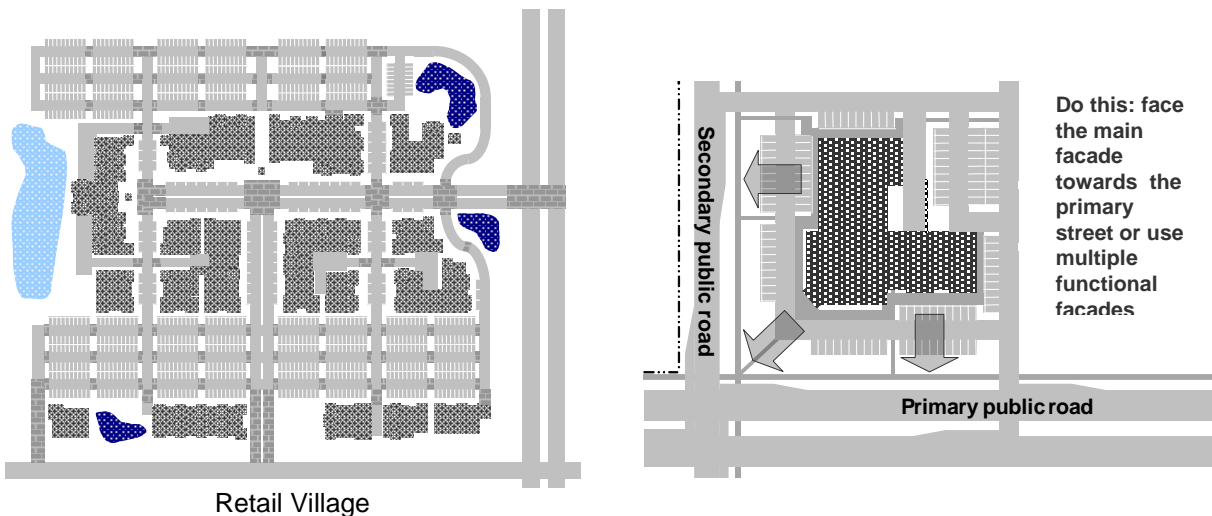 Retail Village
Secondary public road
Primary public road
Do this: face
the main
facade
towards the
primary
street or use
multiple
functional
facades